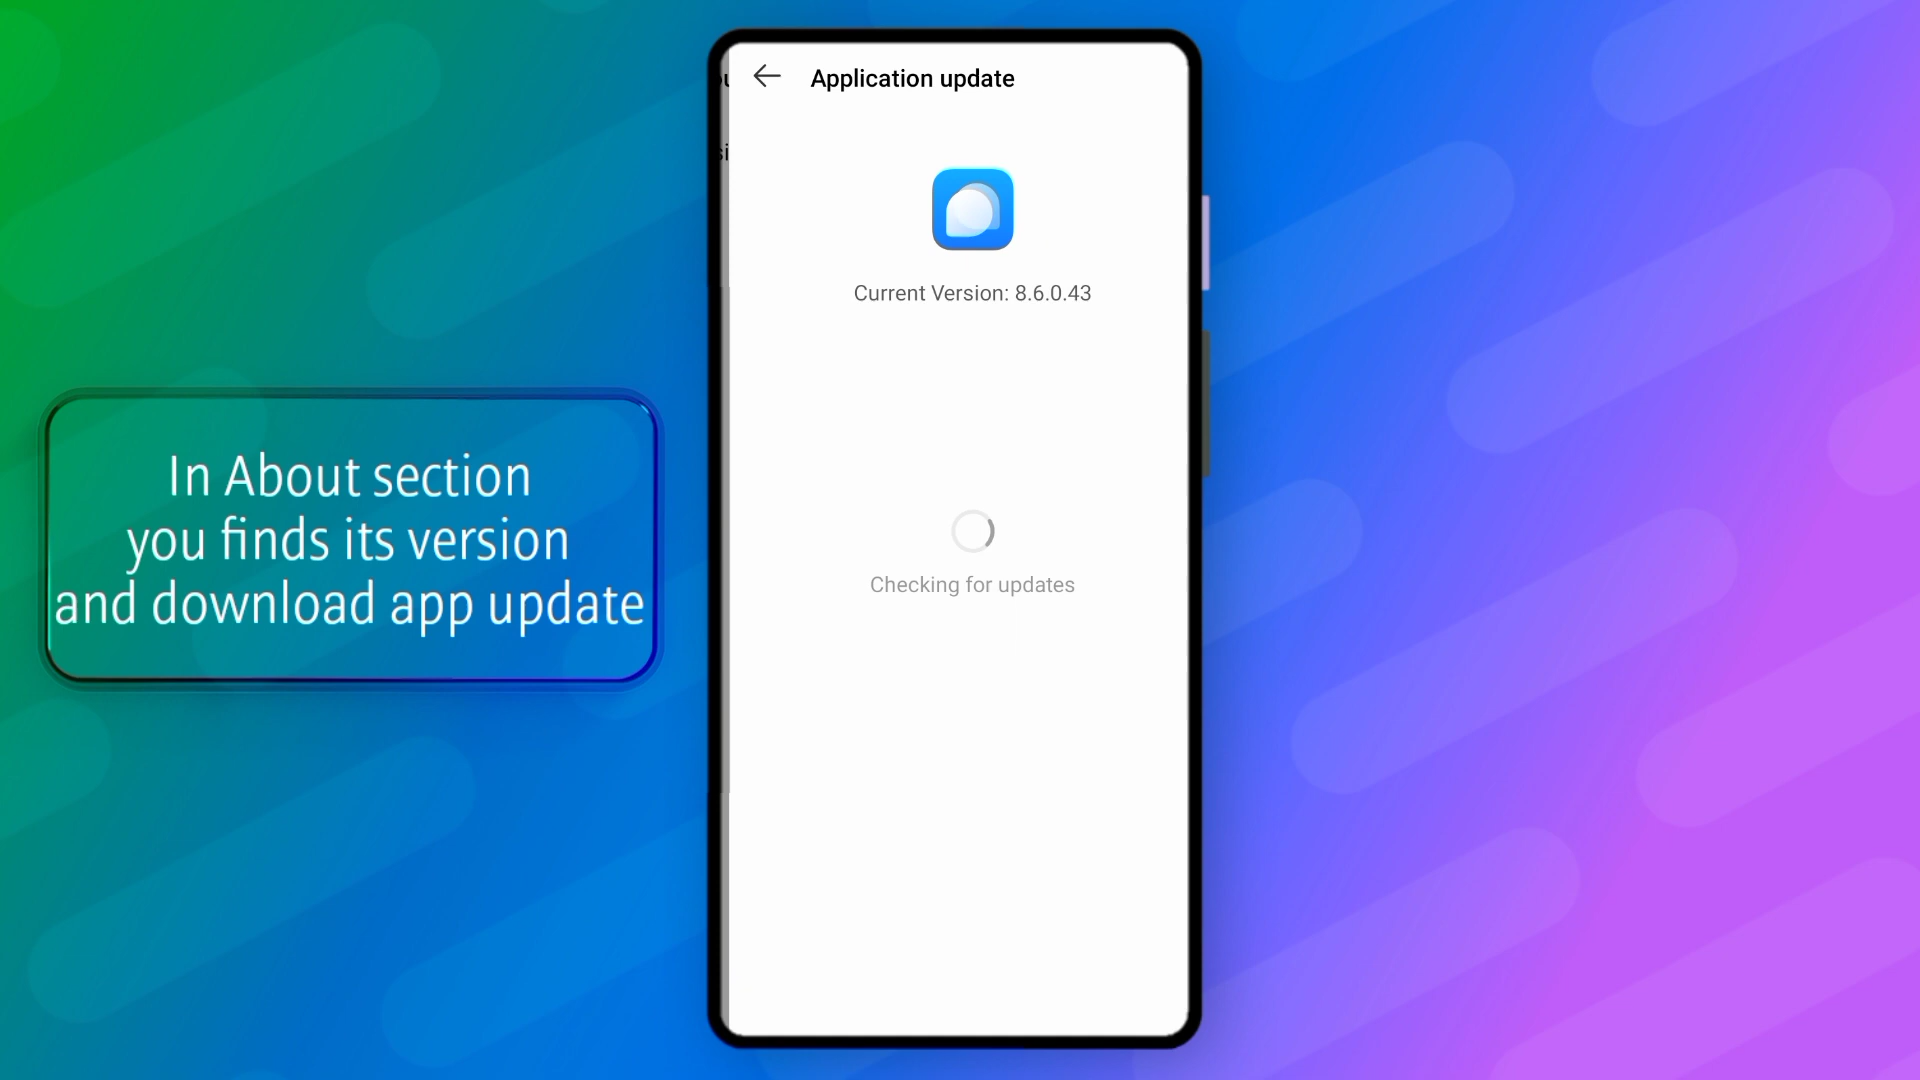 Application update
Current Version: 8.6.0.43
In About section
you finds its version
and download app update
Checking for updates